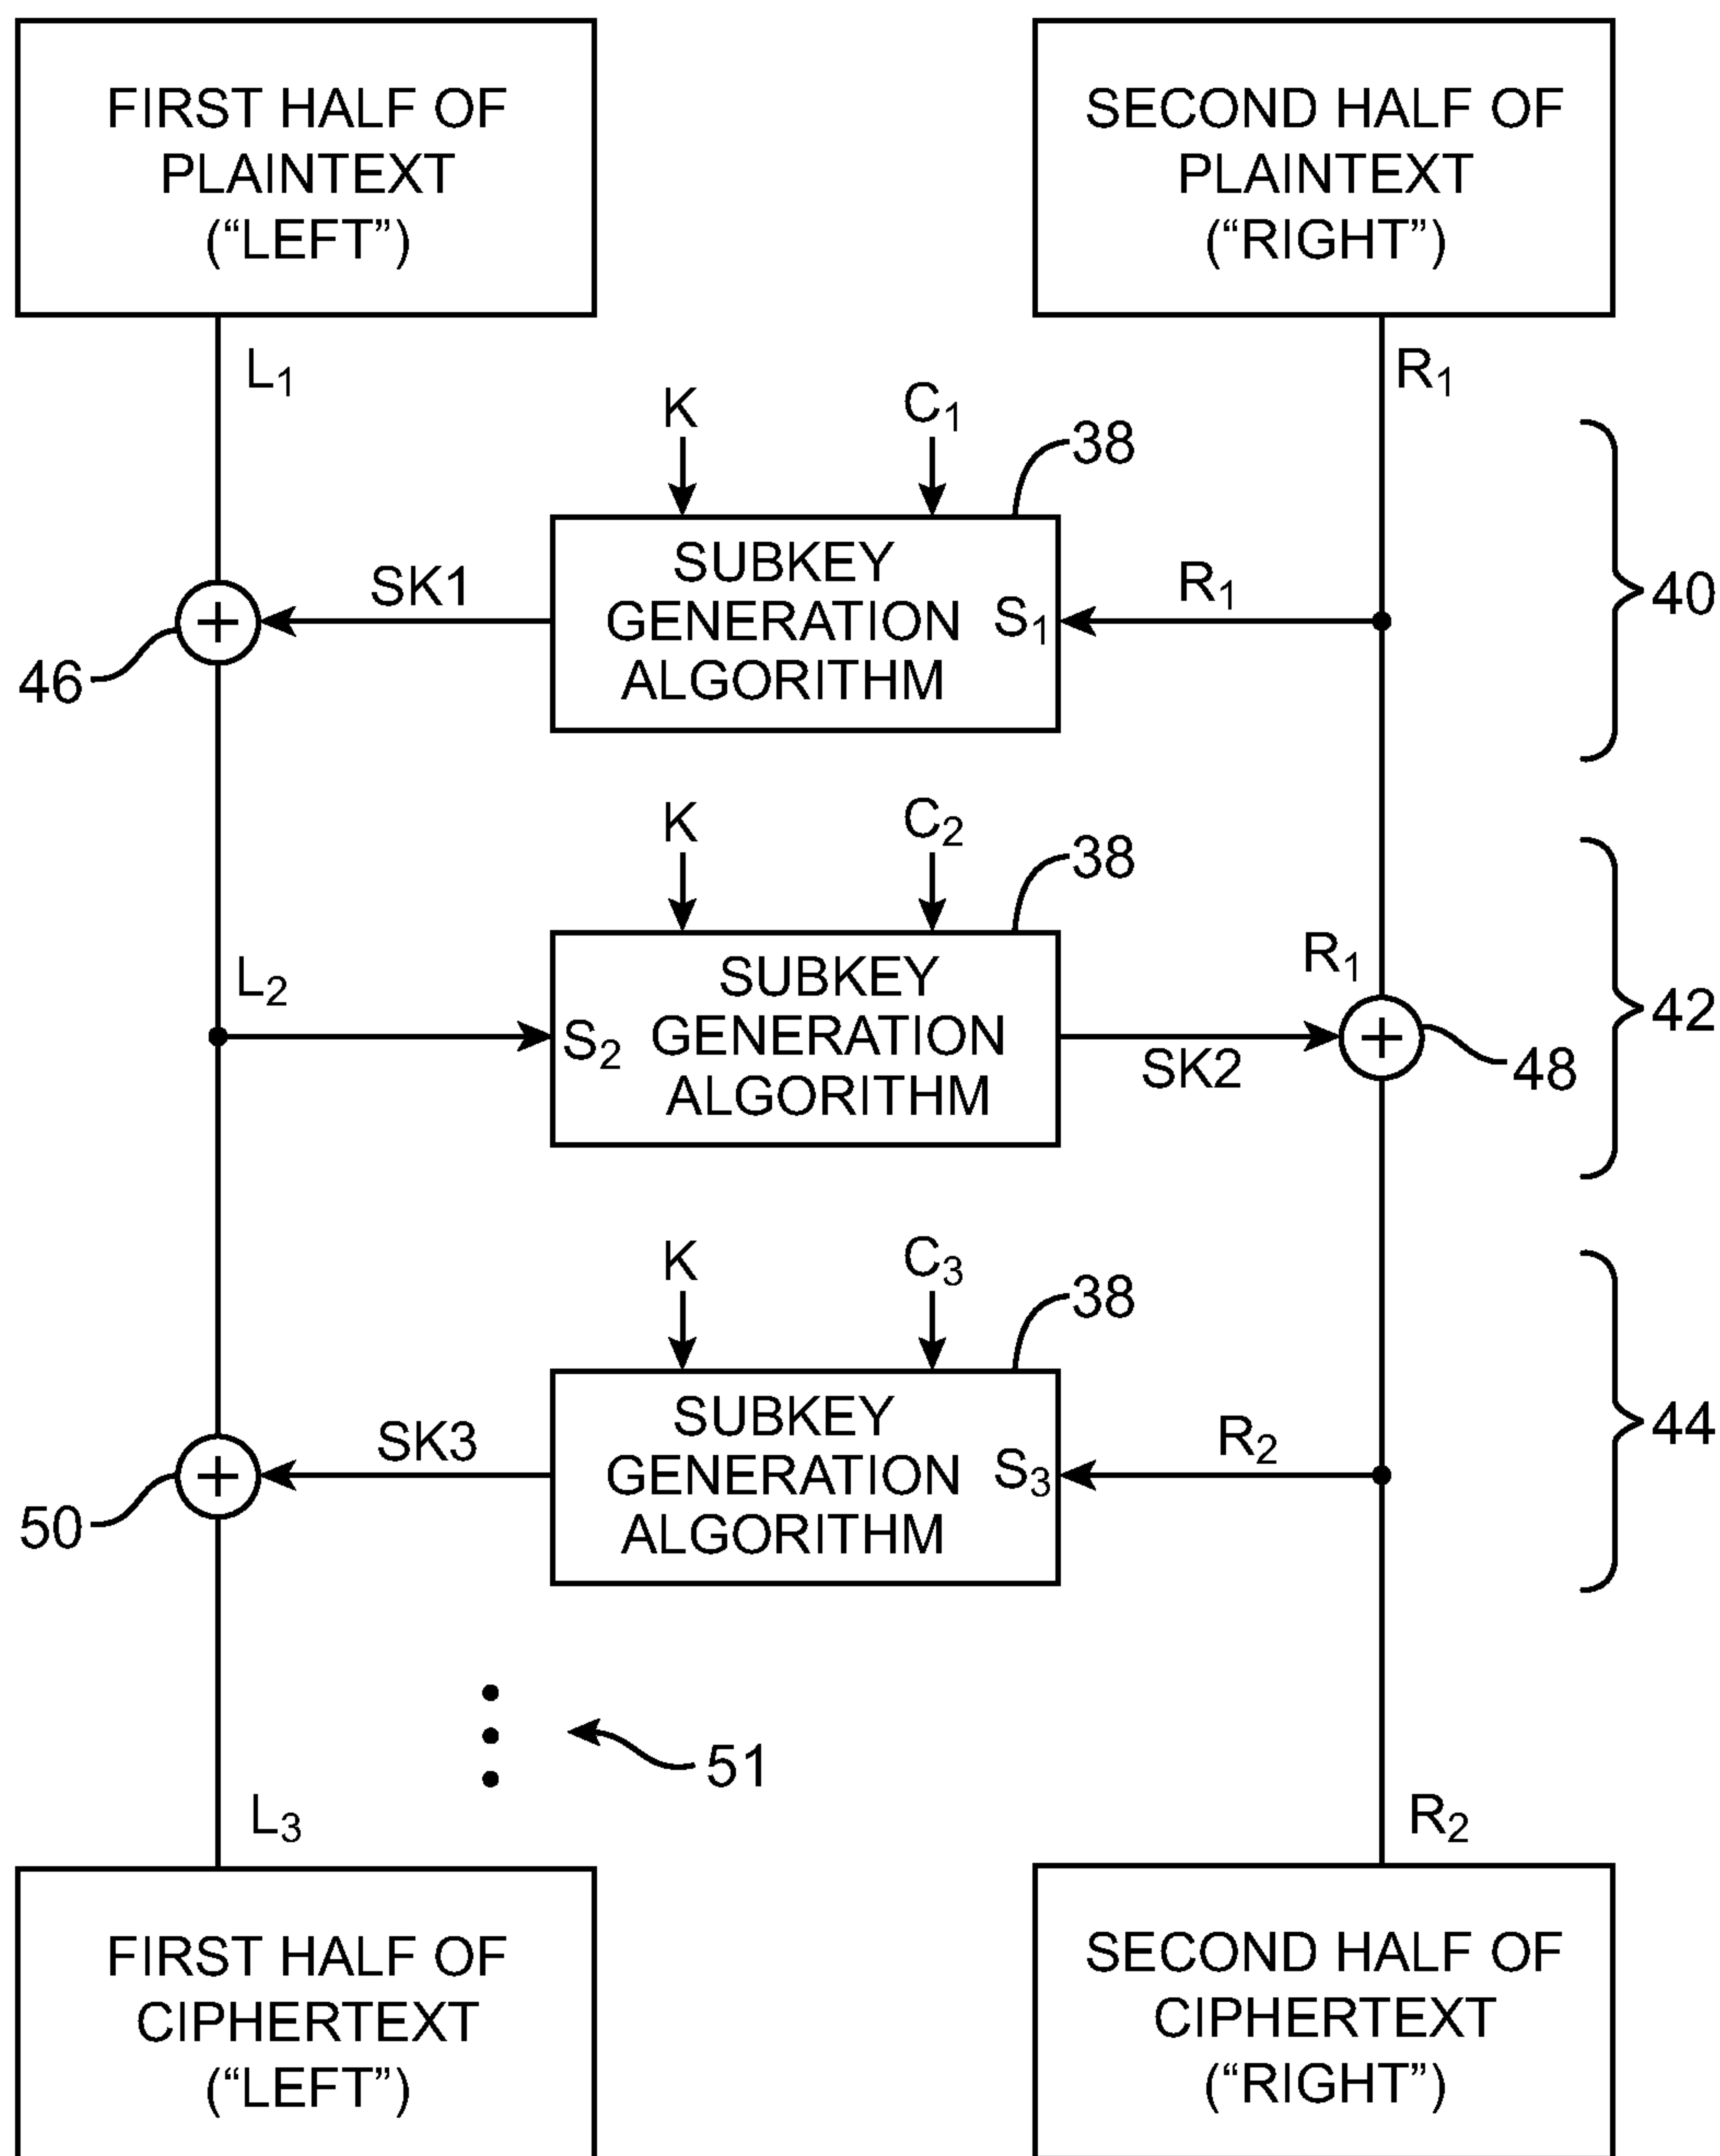 FIRST HALF OF
PLAINTEXT
(“LEFT”)
SECOND HALF OF
PLAINTEXT
(“RIGHT”)
L1
R1
K
C1
38
SUBKEY
GENERATION
ALGORITHM
S1
SK1
R1
40
46
K
C2
38
L2
S2
SUBKEY
GENERATION
ALGORITHM
SK2
R1
42
48
K
C3
38
SUBKEY
GENERATION
ALGORITHM
S3
SK3
R2
44
50
51
L3
R2
FIRST HALF OF
CIPHERTEXT
(“LEFT”)
SECOND HALF OF
CIPHERTEXT
(“RIGHT”)